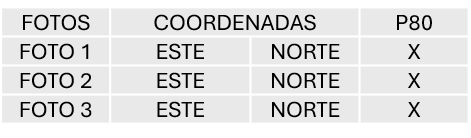 FOTOS COORDENADAS P80
FOTO 1 ESTE NORTE X
FOTO 2 ESTE NORTE X
FOTO 3 ESTE NORTE X